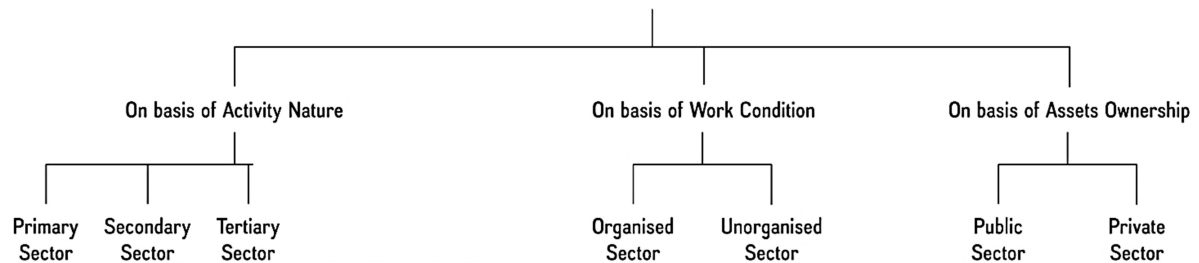 On basis of Activity Nature
On basis of Work Condition
On basis of Assets Ownership
Primary
Sector
Secondary
Sector
Tertiary
Sector
Organised
Sector
Unorganised
Sector
Public
Sector
Private
Sector